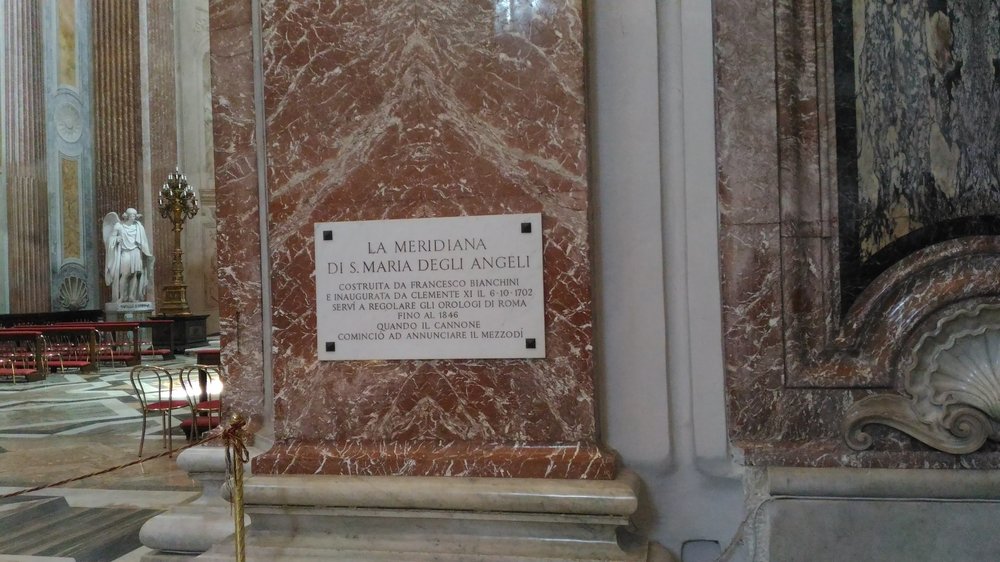 LA MERIDIANA
DI S. MARIA DEGLI ANGELI
COSTRUITA DA FRANCESCO BIANCHINI
E INAUGURATA DA CLEMENTE XI IL 6-10-1702
SERVÌ A REGOLARE GLI OROLOGI DI ROMA
FINO AL 1846
QUANDO IL CANNONE
COMINCIÒ AD ANNUNCIARE IL MEZZODÌ